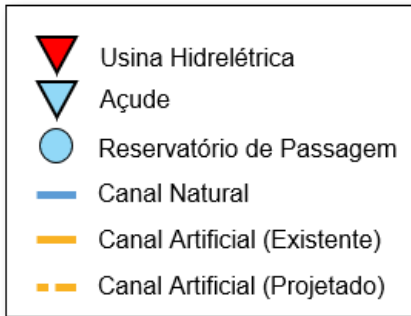 Usina Hidrelétrica
Açude
Reservatório de Passagem
Canal Natural
Canal Artificial (Existente)
Canal Artificial (Projetado)